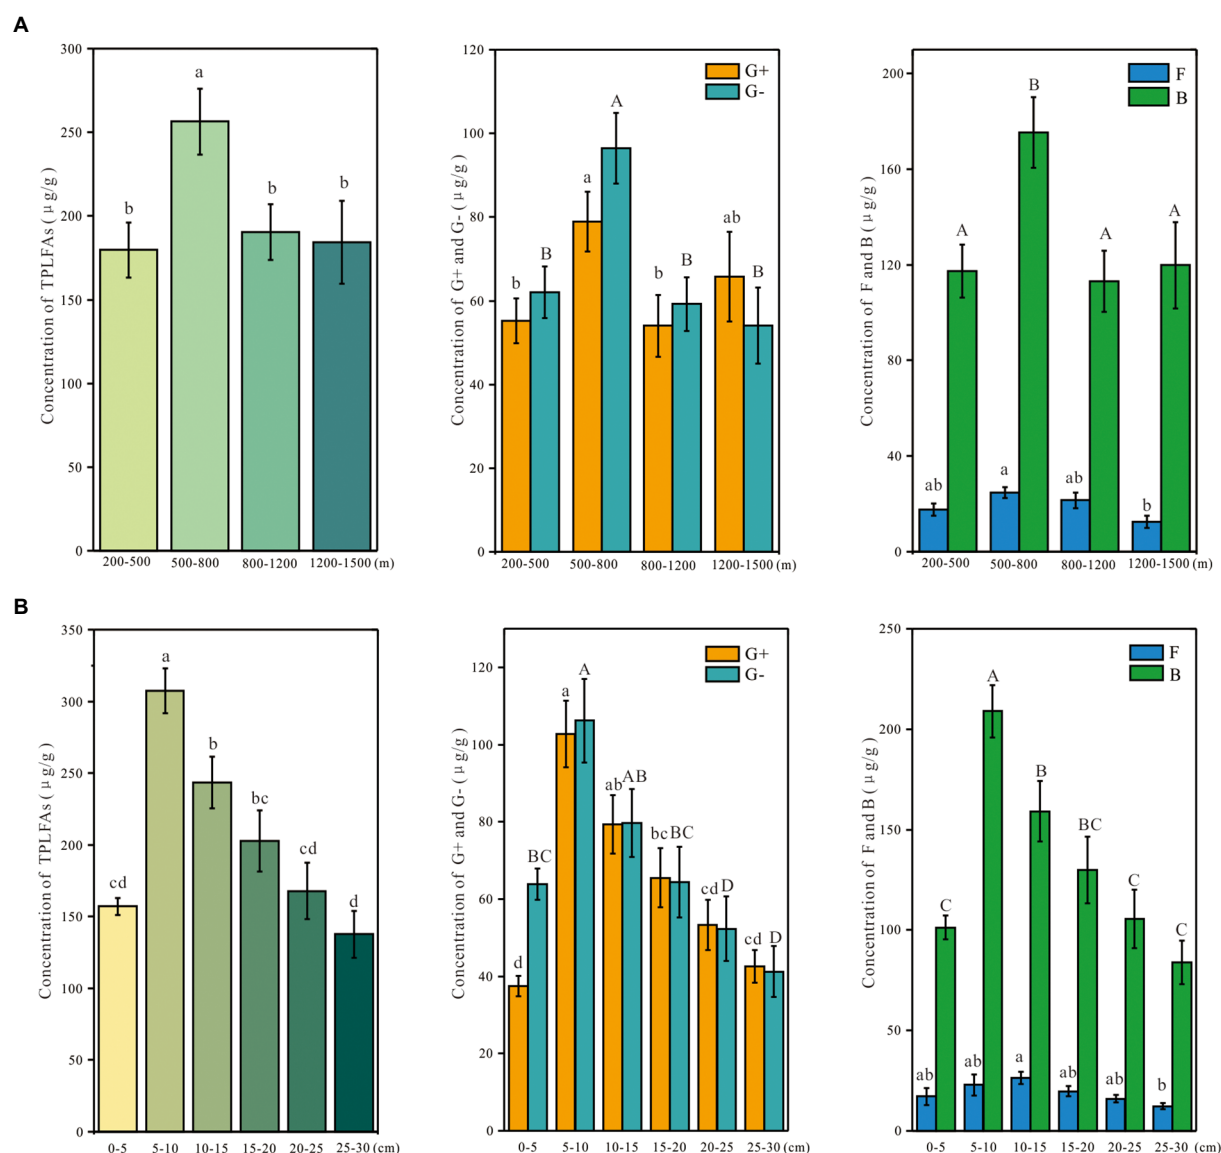 A
Concentration of TPLFAs (μg/g)
300
250
200
150
100
50
0
b
a
b
b
200-500 500-800 800-1200 1200-1500 (m)
Concentration of G+ and G- (μg/g)
120
100
80
60
40
20
0
G+
G-
b B a A b B ab B
200-500 500-800 800-1200 1200-1500 (m)
Concentration of F and B (μg/g)
200
160
120
80
40
0
F
B
ab A a B ab A b A
200-500 500-800 800-1200 1200-1500 (m)
B
Concentration of TPLFAs (μg/g)
350
300
250
200
150
100
50
0
cd a b bc cd d
0-5 5-10 10-15 15-20 20-25 25-30 (cm)
Concentration of G+ and G- (μg/g)
120
100
80
60
40
20
0
G+
G-
d BC a A ab AB bc BC cd D cd D
0-5 5-10 10-15 15-20 20-25 25-30 (cm)
Concentration of F and B (μg/g)
250
200
150
100
50
0
F
B
ab C ab A a B ab BC ab C b C
0-5 5-10 10-15 15-20 20-25 25-30 (cm)